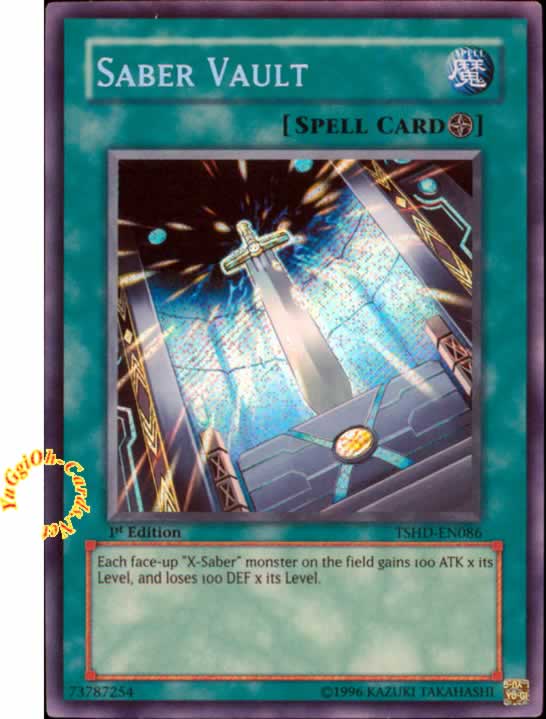 SABER VAULT
SPELL
魔
[SPELL CARD]
1st Edition
TSHD-EN086
Each face-up "X-Saber" monster on the field gains 100 ATK x its
Level, and loses 100 DEF x its Level.
73787254
©1996 KAZUKI TAKAHASHI
YuGgiOh-Cards.Net